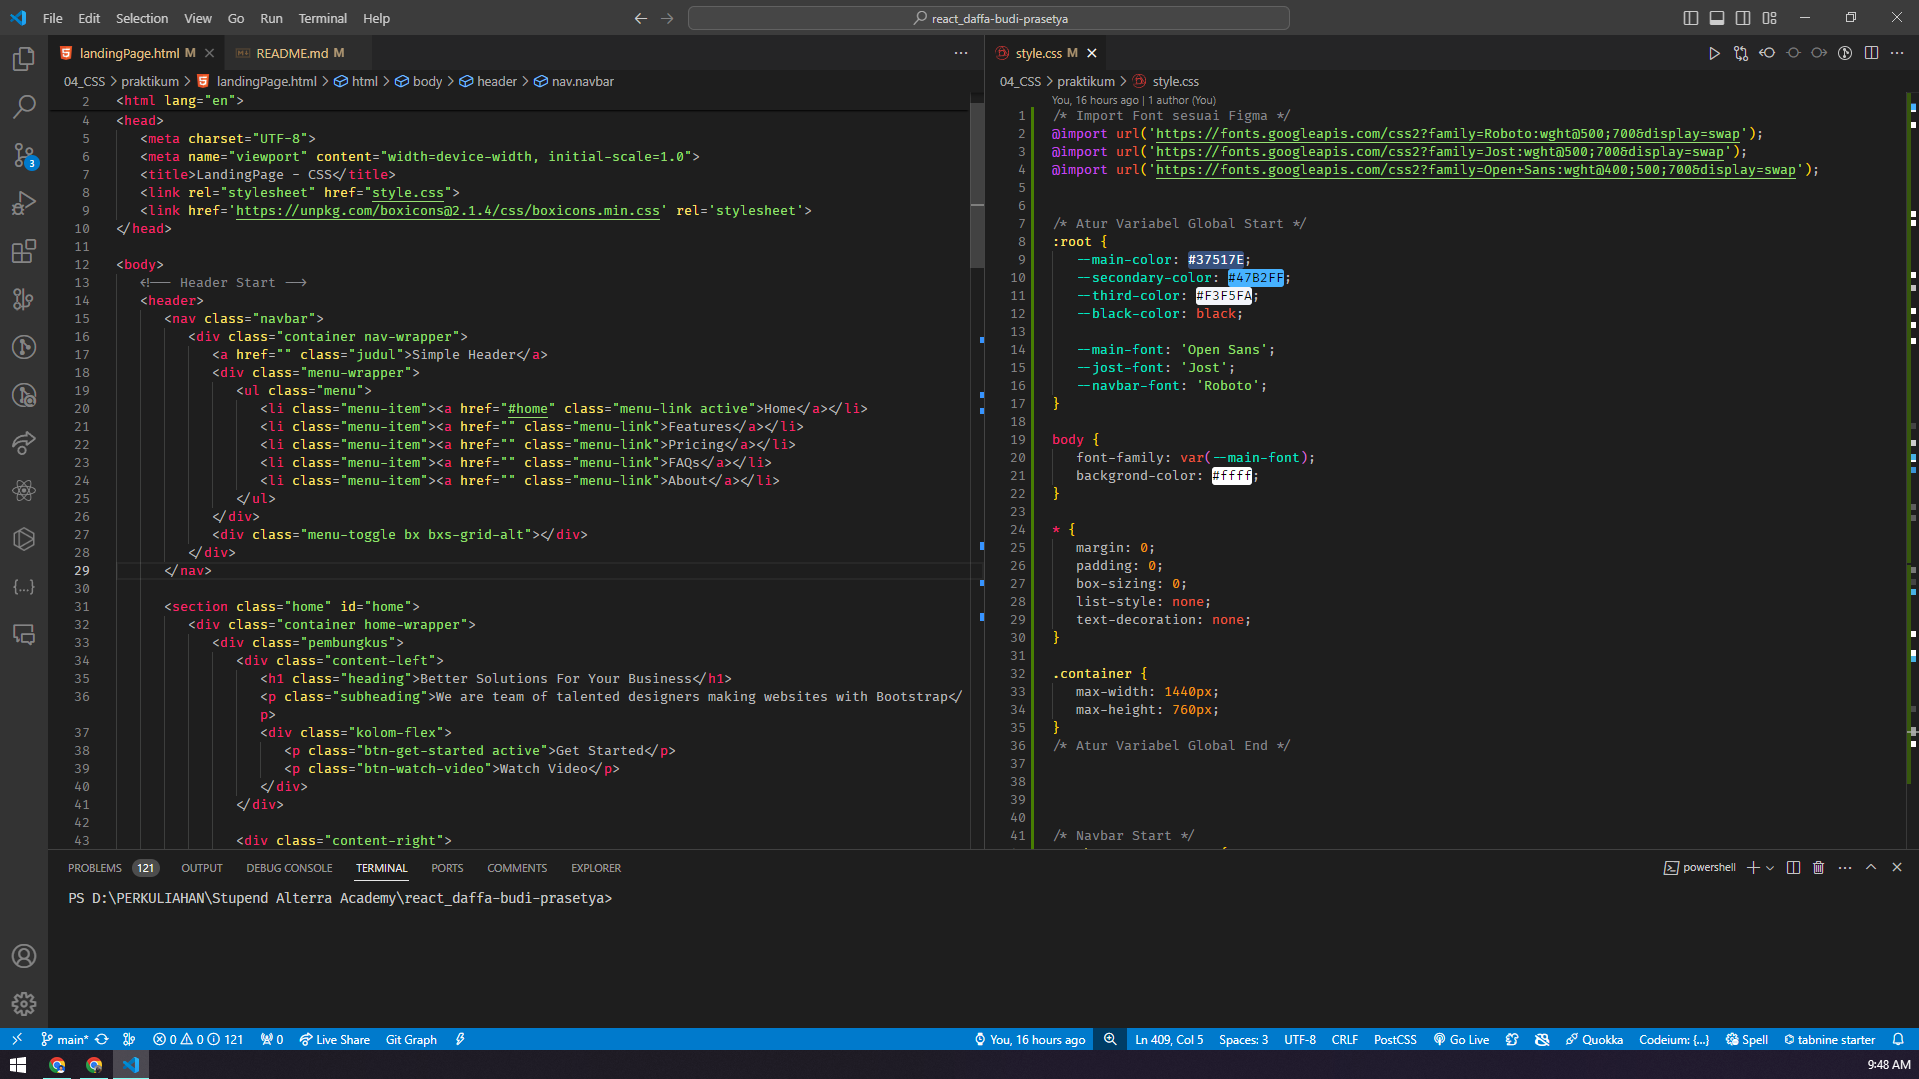 File Edit Selection View Go Run Terminal Help
react_daffa-budi-prasetya
landingPage.html M
README.md M
04_CSS > praktikum > landingPage.html > html > body > header > nav.navbar
2 <html lang="en">
4 <head>
5 <meta charset="UTF-8">
6 <meta name="viewport" content="width=device-width, initial-scale=1.0">
7 <title>LandingPage - CSS</title>
8 <link rel="stylesheet" href="style.css">
9 <link href='https://unpkg.com/boxicons@2.1.4/css/boxicons.min.css' rel='stylesheet'>
10 </head>
11
12 <body>
13 <!-- Header Start -->
14 <header>
15 <nav class="navbar">
16 <div class="container nav-wrapper">
17 <a href="" class="judul">Simple Header</a>
18 <div class="menu-wrapper">
19 <ul class="menu">
20 <li class="menu-item"><a href="#home" class="menu-link active">Home</a></li>
21 <li class="menu-item"><a href="" class="menu-link">Features</a></li>
22 <li class="menu-item"><a href="" class="menu-link">Pricing</a></li>
23 <li class="menu-item"><a href="" class="menu-link">FAQs</a></li>
24 <li class="menu-item"><a href="" class="menu-link">About</a></li>
25 </ul>
26 </div>
27 <div class="menu-toggle bx bxs-grid-alt"></div>
28 </div>
29 </nav>
30
31 <section class="home" id="home">
32 <div class="container home-wrapper">
33 <div class="pembungkus">
34 <div class="content-left">
35 <h1 class="heading">Better Solutions For Your Business</h1>
36 <p class="subheading">We are team of talented designers making websites with Bootstrap</
p>
37 <div class="kolom-flex">
38 <p class="btn-get-started active">Get Started</p>
39 <p class="btn-watch-video">Watch Video</p>
40 </div>
41 </div>
42
43 <div class="content-right">
style.css M
04_CSS > praktikum > style.css
You, 16 hours ago | 1 author (You)
1 /* Import Font sesuai Figma */
2 @import url('https://fonts.googleapis.com/css2?family=Roboto:wght@500;700&display=swap');
3 @import url('https://fonts.googleapis.com/css2?family=Jost:wght@500;700&display=swap');
4 @import url('https://fonts.googleapis.com/css2?family=Open+Sans:wght@400;500;700&display=swap');
5
6
7 /* Atur Variabel Global Start */
8 :root {
9 --main-color: #37517E;
10 --secondary-color: #47B2FF;
11 --third-color: #F3F5FA;
12 --black-color: black;
13
14 --main-font: 'Open Sans';
15 --jost-font: 'Jost';
16 --navbar-font: 'Roboto';
17 }
18
19 body {
20 font-family: var(--main-font);
21 backgrond-color: #ffff;
22 }
23
24 * {
25 margin: 0;
26 padding: 0;
27 box-sizing: 0;
28 list-style: none;
29 text-decoration: none;
30 }
31
32 .container {
33 max-width: 1440px;
34 max-height: 760px;
35 }
36 /* Atur Variabel Global End */
37
38
39
40
41 /* Navbar Start */
PROBLEMS 121 OUTPUT DEBUG CONSOLE TERMINAL PORTS COMMENTS EXPLORER
powershell
PS D:\PERKULIAHAN\Stupend Alterra Academy\react_daffa-budi-prasetya>
3
main* 0 0 121 0 Live Share Git Graph
You, 16 hours ago Ln 409, Col 5 Spaces: 3 UTF-8 CRLF PostCSS Go Live Quokka Codeium: {...} Spell tabnine starter
9:48 AM